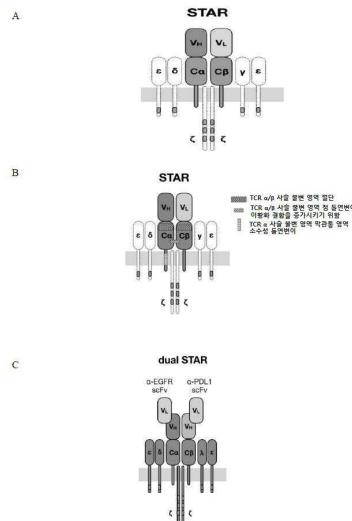 A
STAR
VH VL
ε δ Cα Cβ γ ε
ζ ζ
B
STAR
VH VL
ε δ Cα Cβ γ ε
ζ ζ
TCR α/β 사슬 불변 영역 절단
TCR α/β 사슬 불변 영역 점 돌연변이
이황화 결합을 증가시키기 위함
TCR α 사슬 불변 영역 막관통 영역
소수성 돌연변이
C
dual STAR
α-EGFR α-PDL1
scFv scFv
VL VL
VH VH
ε δ Cα Cβ λ ε
ζ ζ